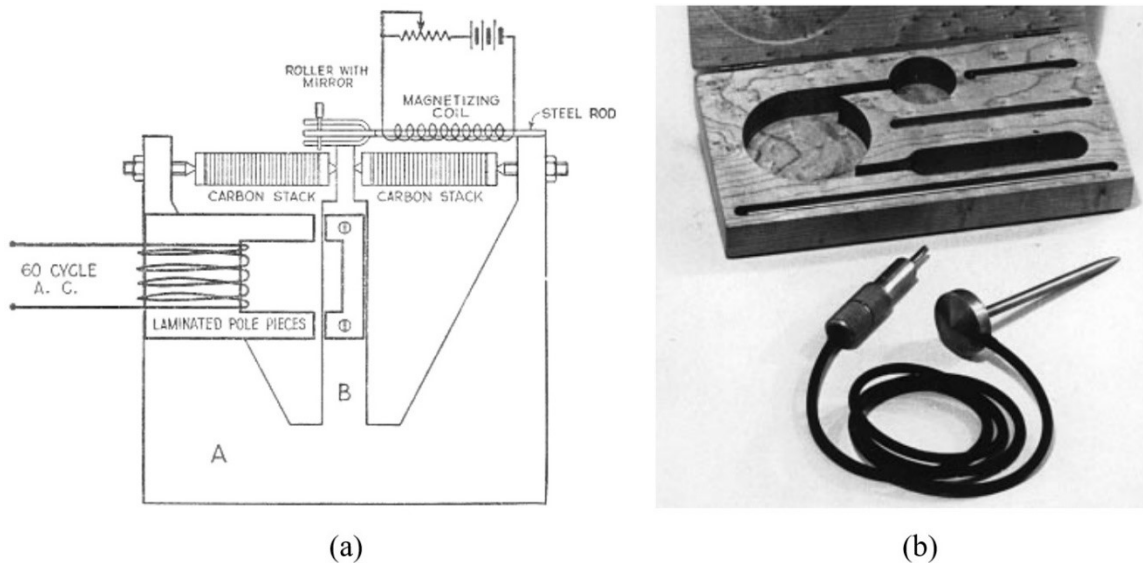 ROLLER WITH
MIRROR
MAGNETIZING
COIL
STEEL ROD
CARBON STACK
CARBON STACK
60 CYCLE
A. C.
LAMINATED POLE PIECES
B
A
(a)
(b)